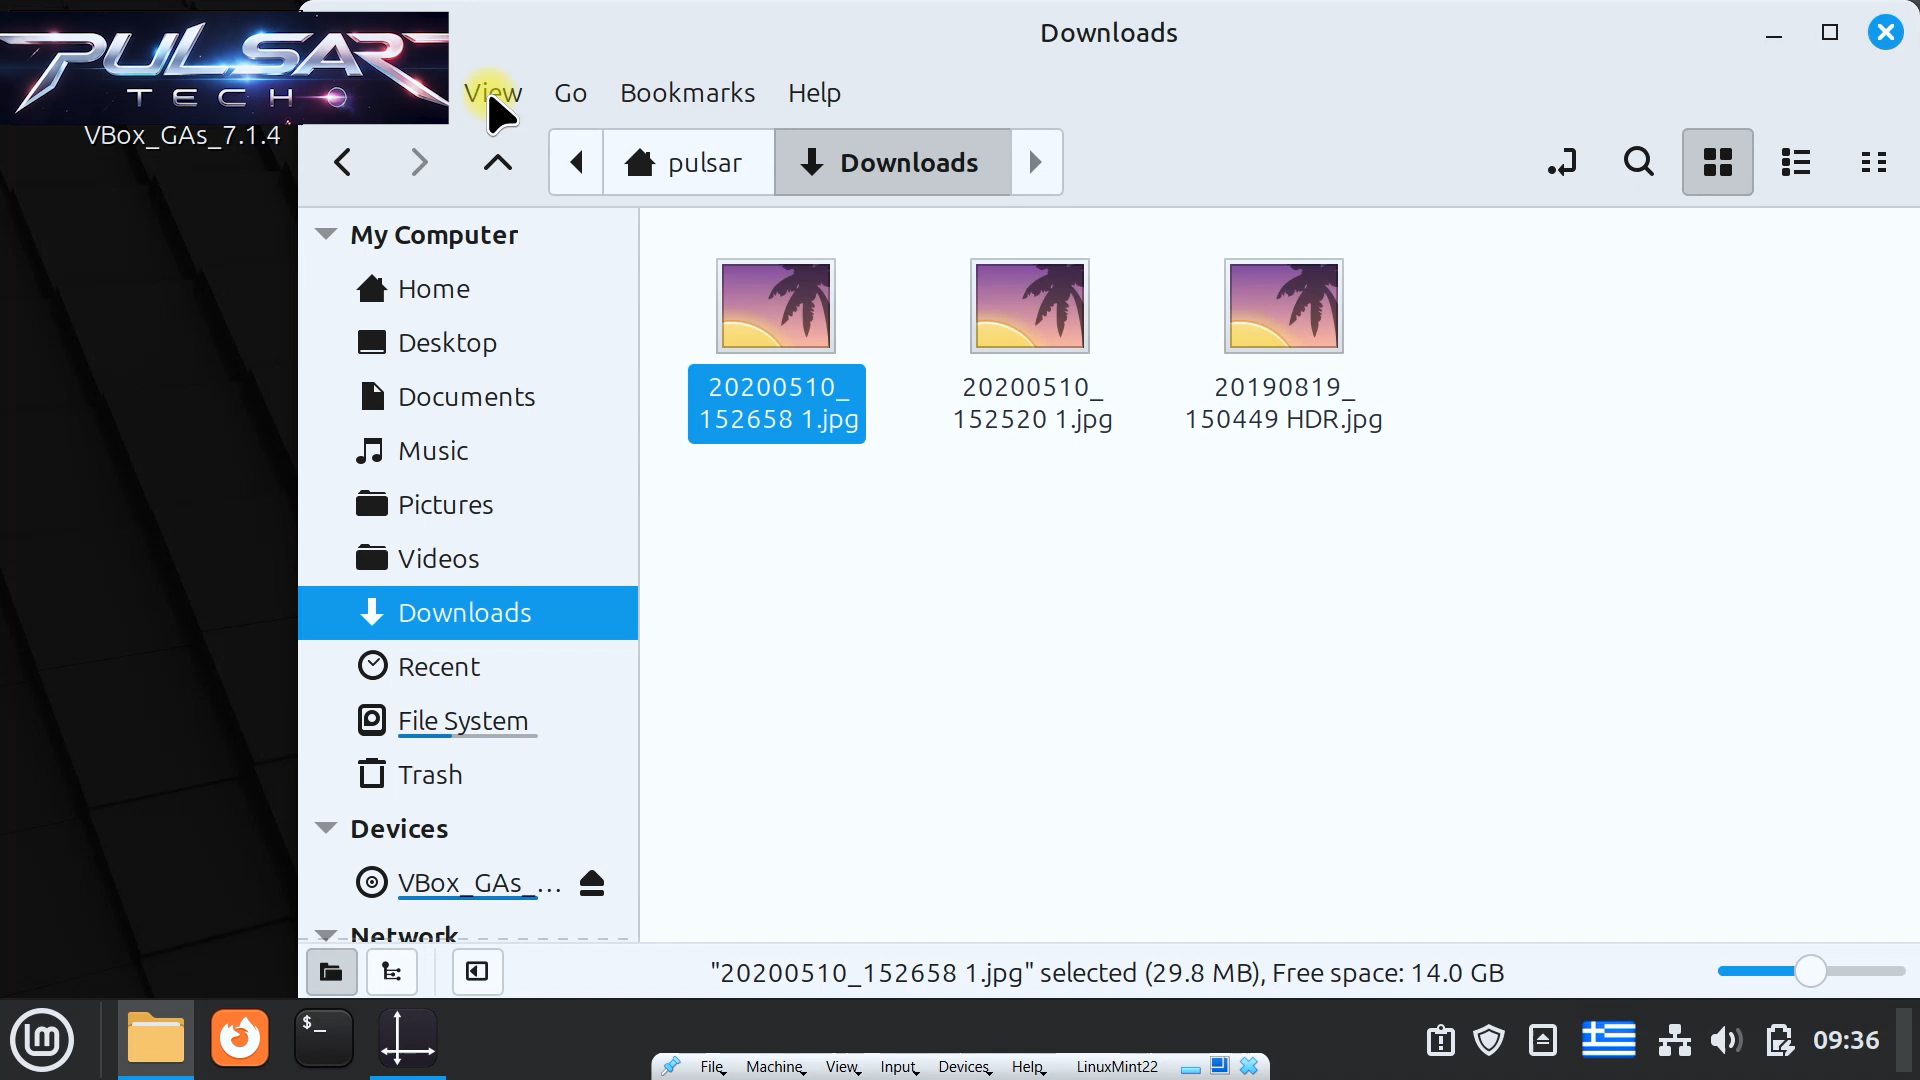 PULSAR
TECH
VBox_GAs_7.1.4
Downloads
View Go Bookmarks Help
pulsar Downloads
My Computer
Home
Desktop
Documents
Music
Pictures
Videos
Downloads
Recent
File System
Trash
Devices
VBox_GAs_...
Network
20200510_
152658 1.jpg
20200510_
152520 1.jpg
20190819_
150449 HDR.jpg
"20200510_152658 1.jpg" selected (29.8 MB), Free space: 14.0 GB
$_
09:36
File Machine View Input Devices Help LinuxMint22